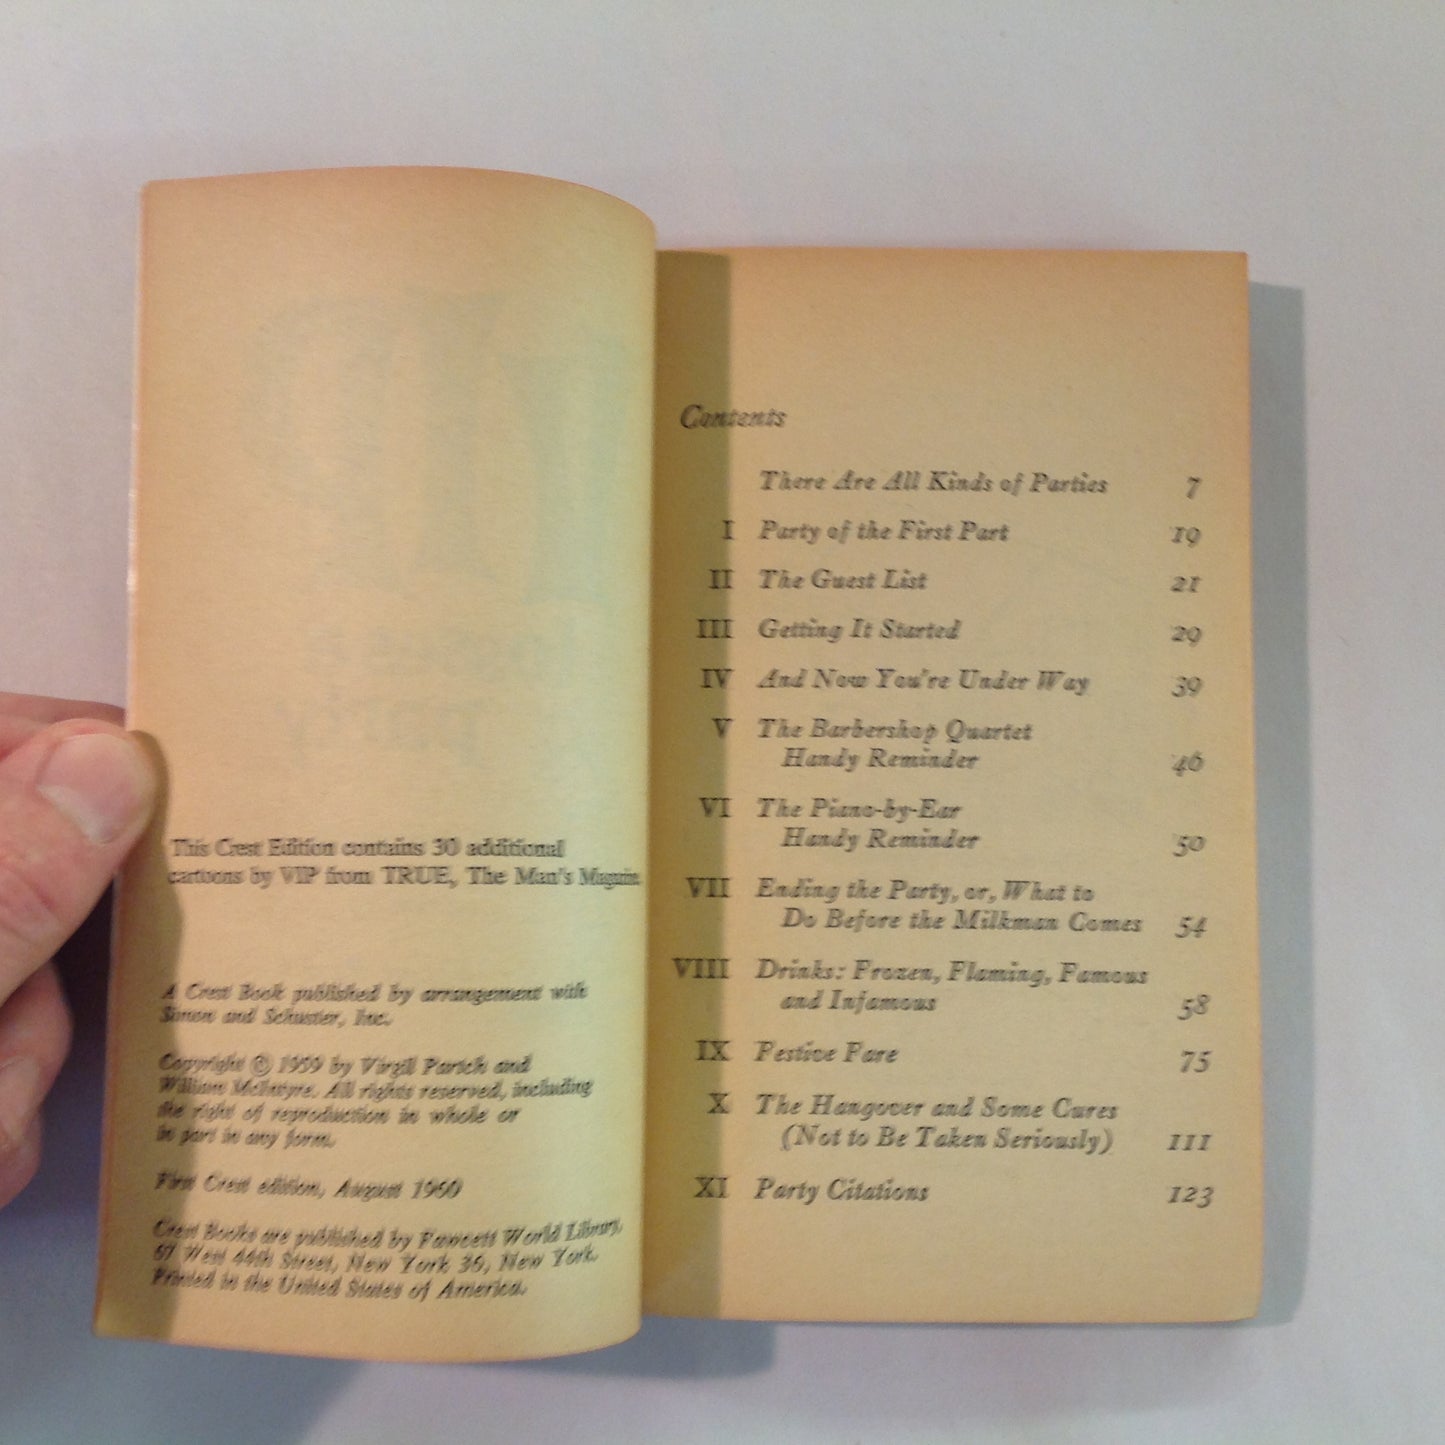 This Crest Edition contains 30 additional
cartoons by VIP from TRUE, The Man's Magazine.
A Crest Book published by arrangement with
Simon and Schuster, Inc.
Copyright © 1959 by Virgil Partch and
William McIntyre. All rights reserved, including
the right of reproduction in whole or
in part in any form.
First Crest edition, August 1960
Crest Books are published by Fawcett World Library,
67 West 44th Street, New York 36, New York.
Printed in the United States of America.
Contents
There Are All Kinds of Parties 7
I Party of the First Part 19
II The Guest List 21
III Getting It Started 29
IV And Now You're Under Way 39
V The Barbershop Quartet
Handy Reminder 46
VI The Piano-by-Ear
Handy Reminder 50
VII Ending the Party, or, What to
Do Before the Milkman Comes 54
VIII Drinks: Frozen, Flaming, Famous
and Infamous 58
IX Festive Fare 75
X The Hangover and Some Cures
(Not to Be Taken Seriously) 111
XI Party Citations 123